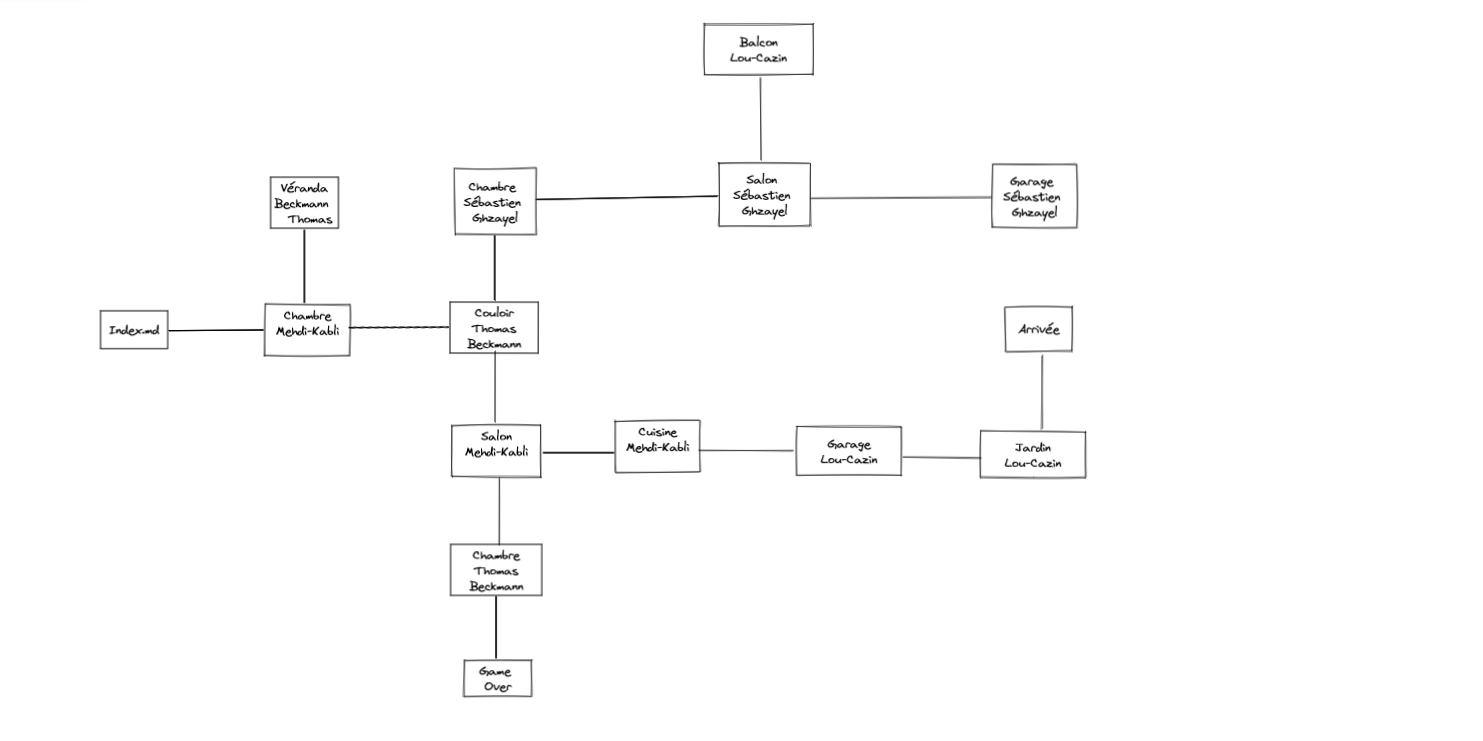 Balcon
Lou-Cazin
Véranda
Beckmann
Thomas
Chambre
Sébastien
Ghzayel
Salon
Sébastien
Ghzayel
Garage
Sébastien
Ghzayel
Index.md
Chambre
Mehdi-Kabli
Couloir
Thomas
Beckmann
Arrivée
Salon
Mehdi-Kabli
Cuisine
Mehdi-Kabli
Garage
Lou-Cazin
Jardin
Lou-Cazin
Chambre
Thomas
Beckmann
Game
Over